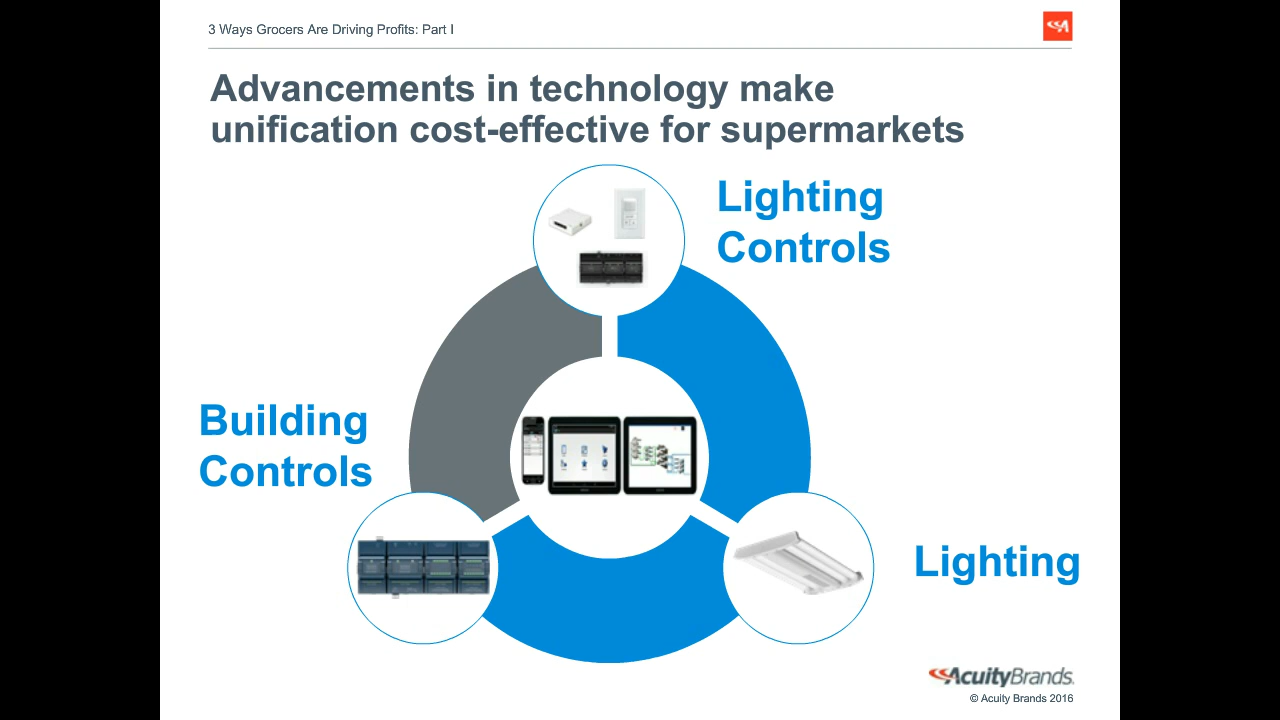 3 Ways Grocers Are Driving Profits: Part I
Advancements in technology make
unification cost-effective for supermarkets
Lighting
Controls
Building
Controls
Lighting
AcuityBrands.
© Acuity Brands 2016